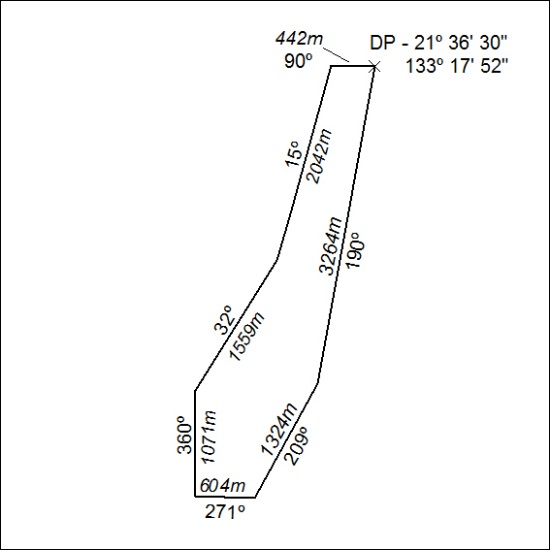 442m
90º
DP - 21º 36' 30"
133º 17' 52"
15º
2042m
3264m
190º
32º
1559m
360º
1071m
1324m
209º
604m
271º